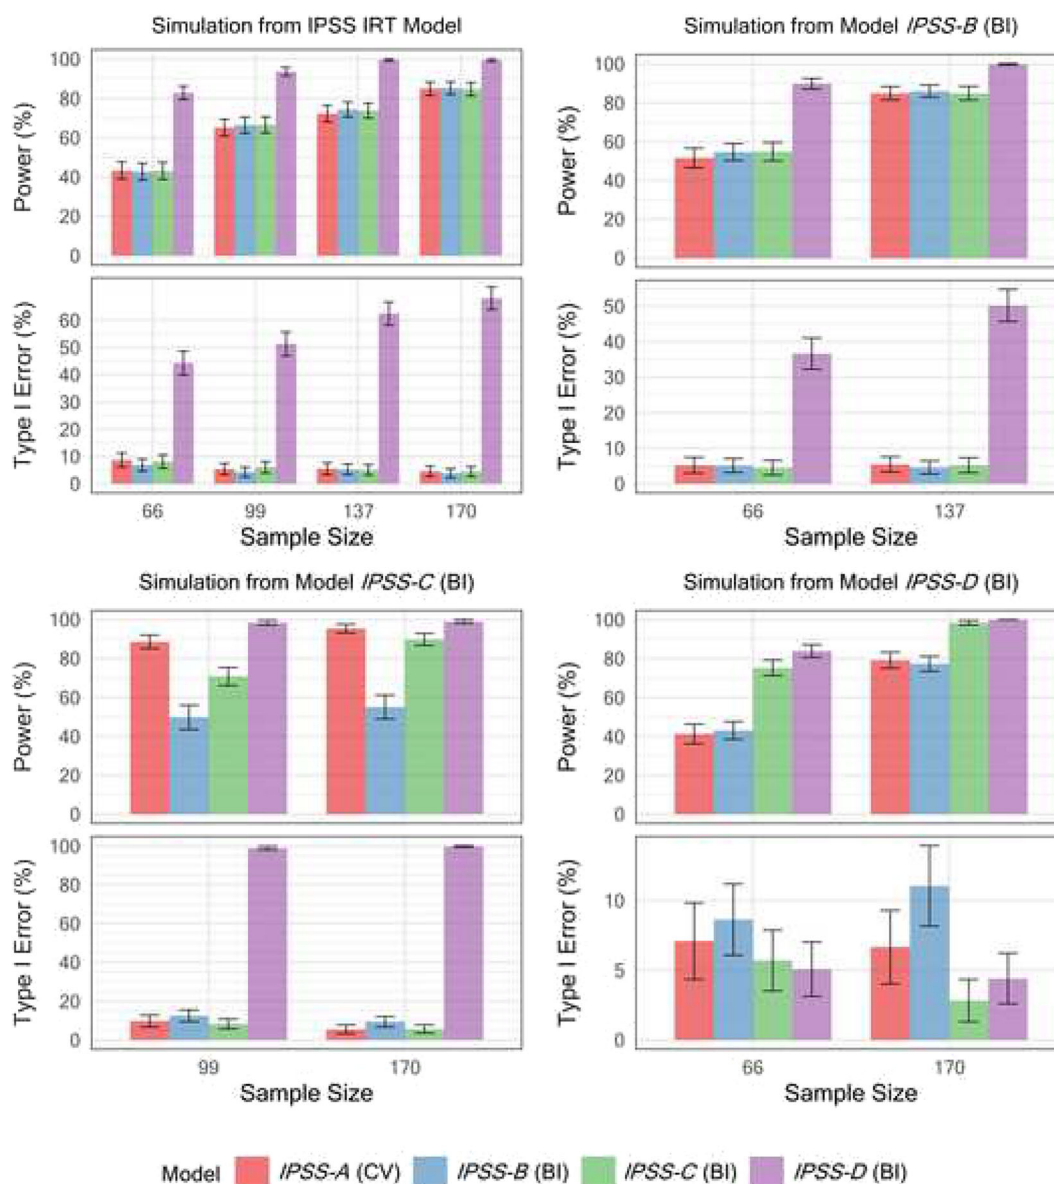 Simulation from IPSS IRT Model
Power (%)
100
80
60
40
20
0
Type I Error (%)
60
50
40
30
20
10
0
66 99 137 170
Sample Size
Simulation from Model IPSS-B (BI)
Power (%)
100
80
60
40
20
0
Type I Error (%)
50
40
30
20
10
0
66 137
Sample Size
Simulation from Model IPSS-C (BI)
Power (%)
100
80
60
40
20
0
Type I Error (%)
100
80
60
40
20
0
99 170
Sample Size
Simulation from Model IPSS-D (BI)
Power (%)
100
80
60
40
20
0
Type I Error (%)
10
5
0
66 170
Sample Size
Model IPSS-A (CV) IPSS-B (BI) IPSS-C (BI) IPSS-D (BI)